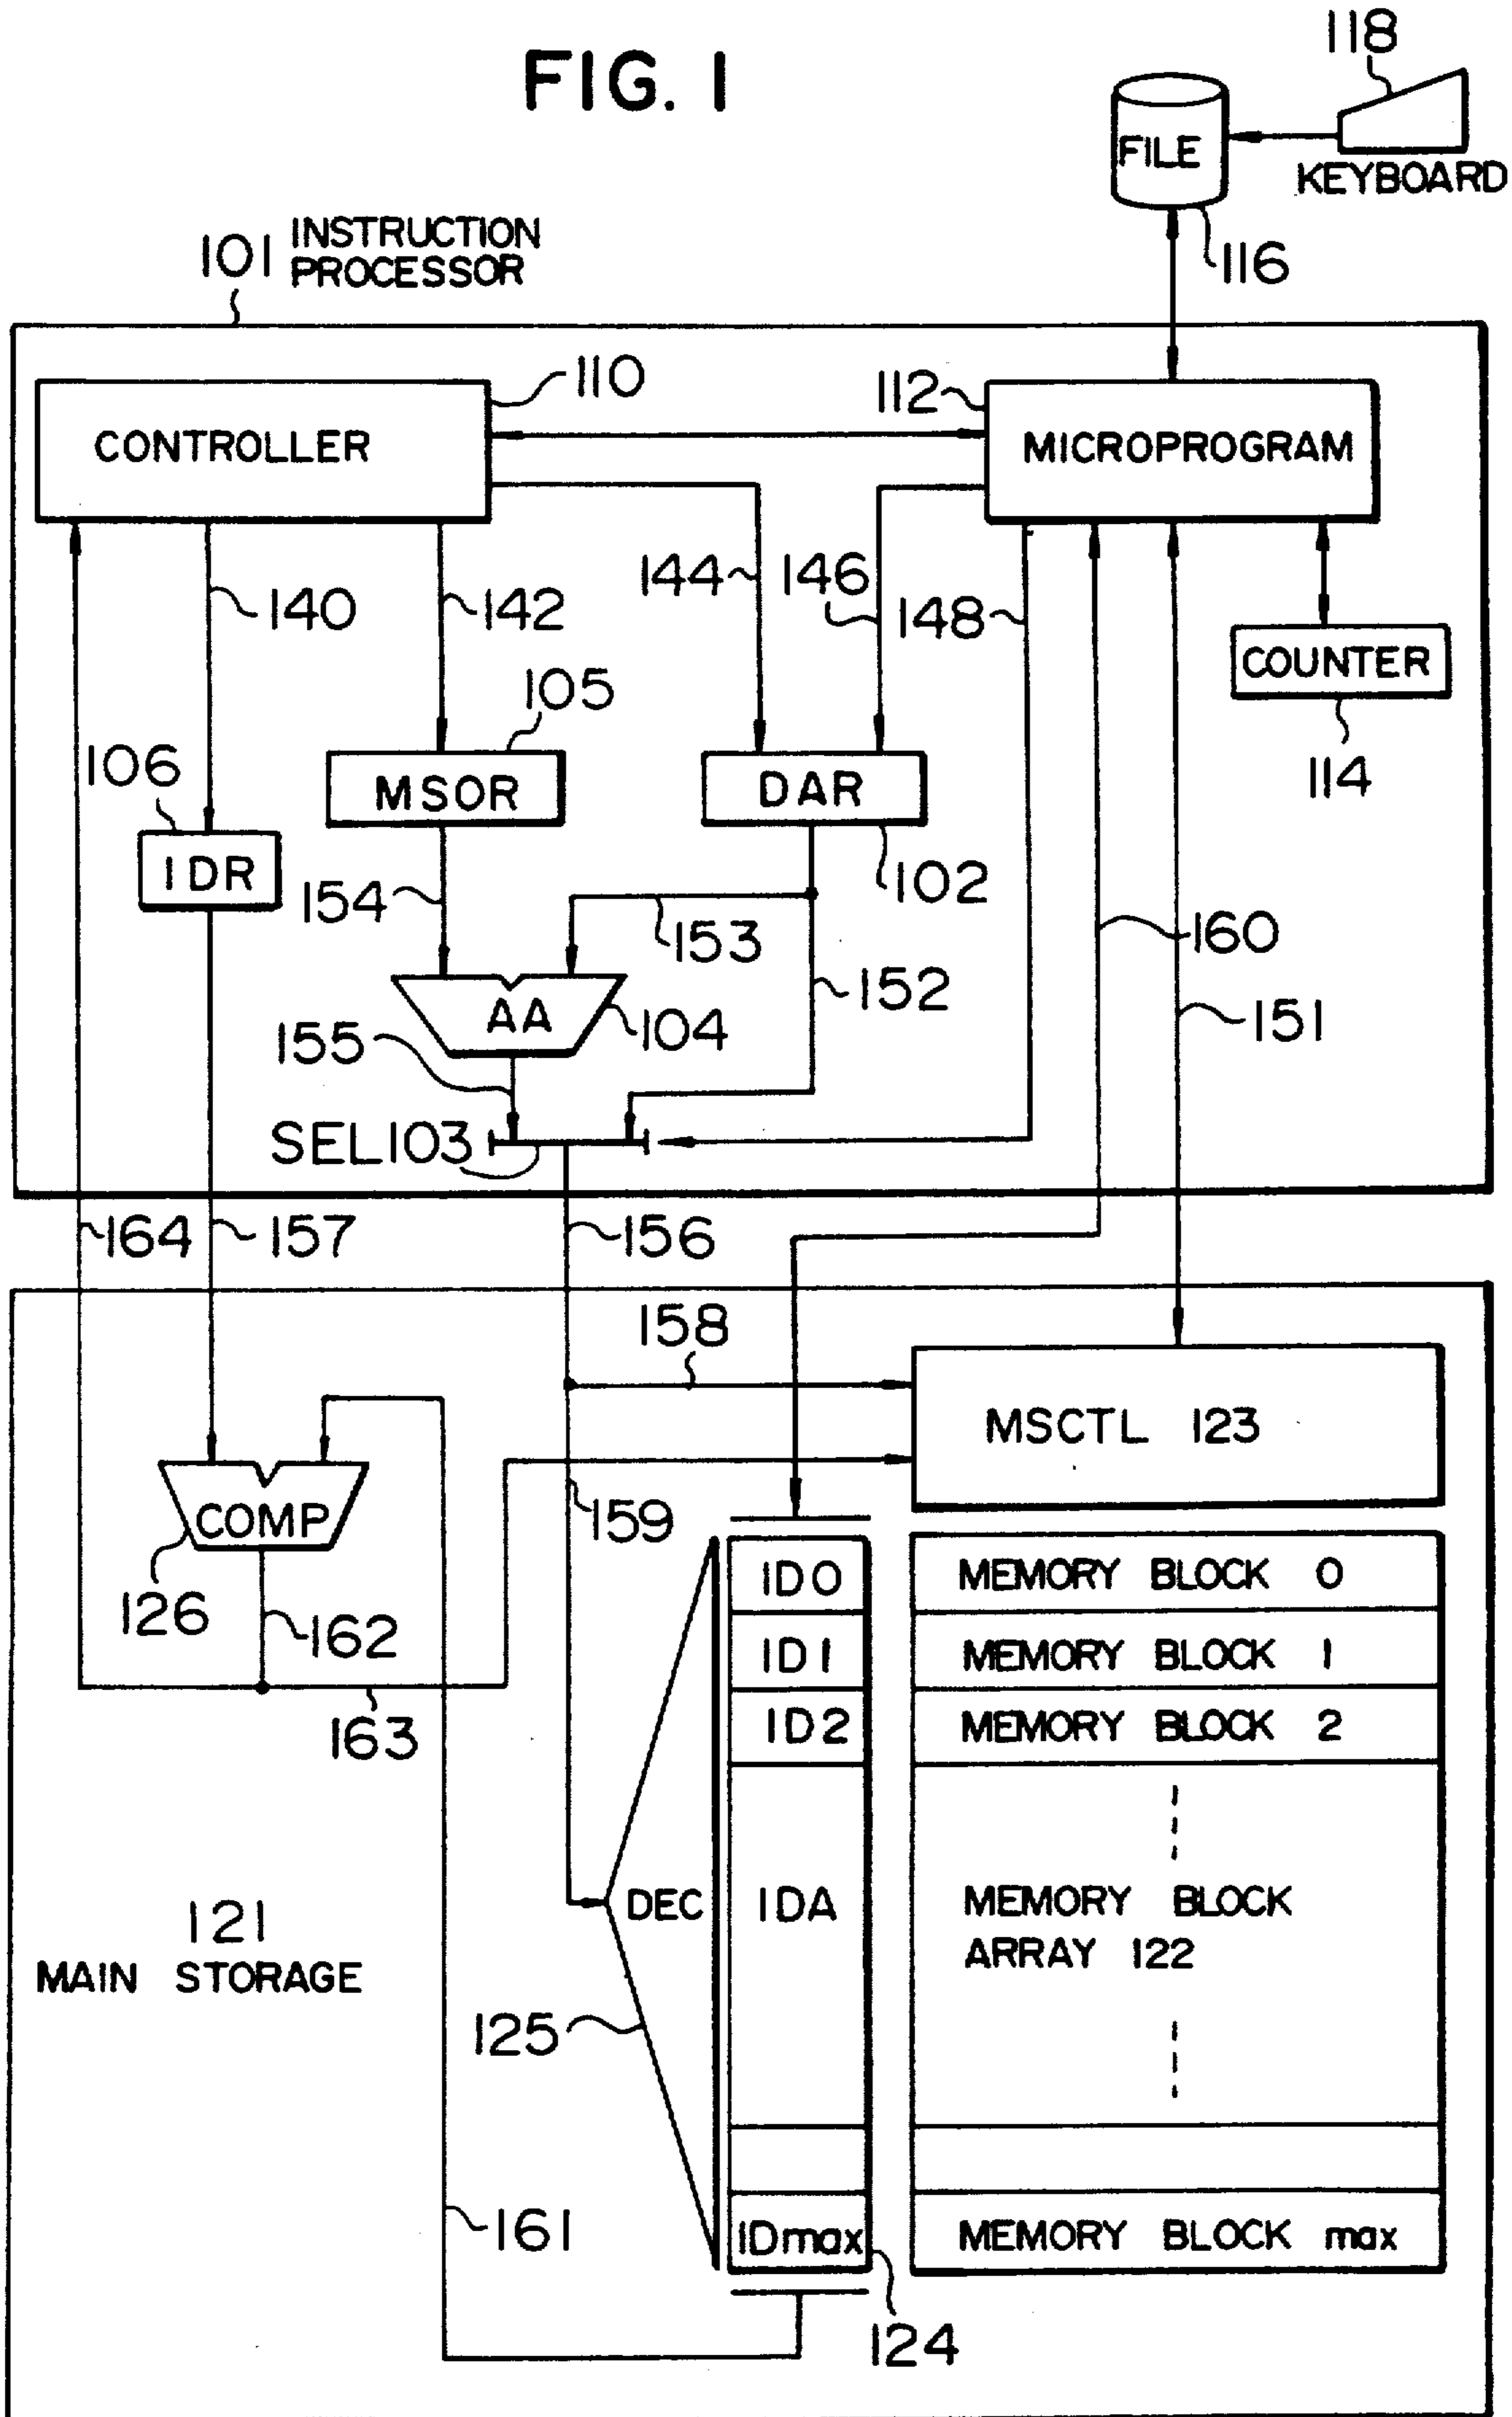 FIG. 1
118
FILE
KEYBOARD
116
101 INSTRUCTION
PROCESSOR
110
CONTROLLER
112
MICROPROGRAM
140
142
144
146
148
COUNTER
114
105
106
MSOR
DAR
IDR
102
154
153
152
160
151
AA
104
155
SEL103
164
157
156
158
MSCTL 123
COMP
126
159
162
163
ID0
MEMORY BLOCK 0
ID1
MEMORY BLOCK 1
ID2
MEMORY BLOCK 2
DEC
IDA
MEMORY BLOCK
ARRAY 122
121
MAIN STORAGE
125
161
IDmax
MEMORY BLOCK max
124